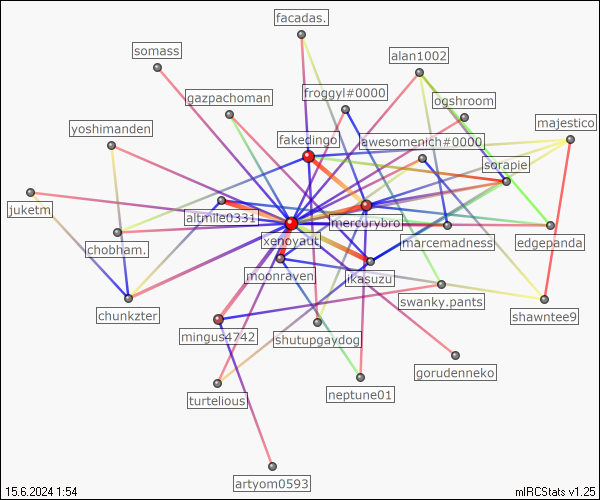 facadas.
somass
alan1002
gazpachoman
froggyl#0000
ogshroom
majestico
yoshimanden
fakedingo
awesomenich#0000
sorapie
juketm
altmile0331
mercurybro
chobham.
xenovaut
marcemadness
edgepanda
moonraven
ikasuzu
chunkzter
swanky.pants
shawntee9
mingus4742
shutupgaydog
gorudenneko
turtelious
neptune01
artyom0593
15.6.2024 1:54
mIRCStats v1.25